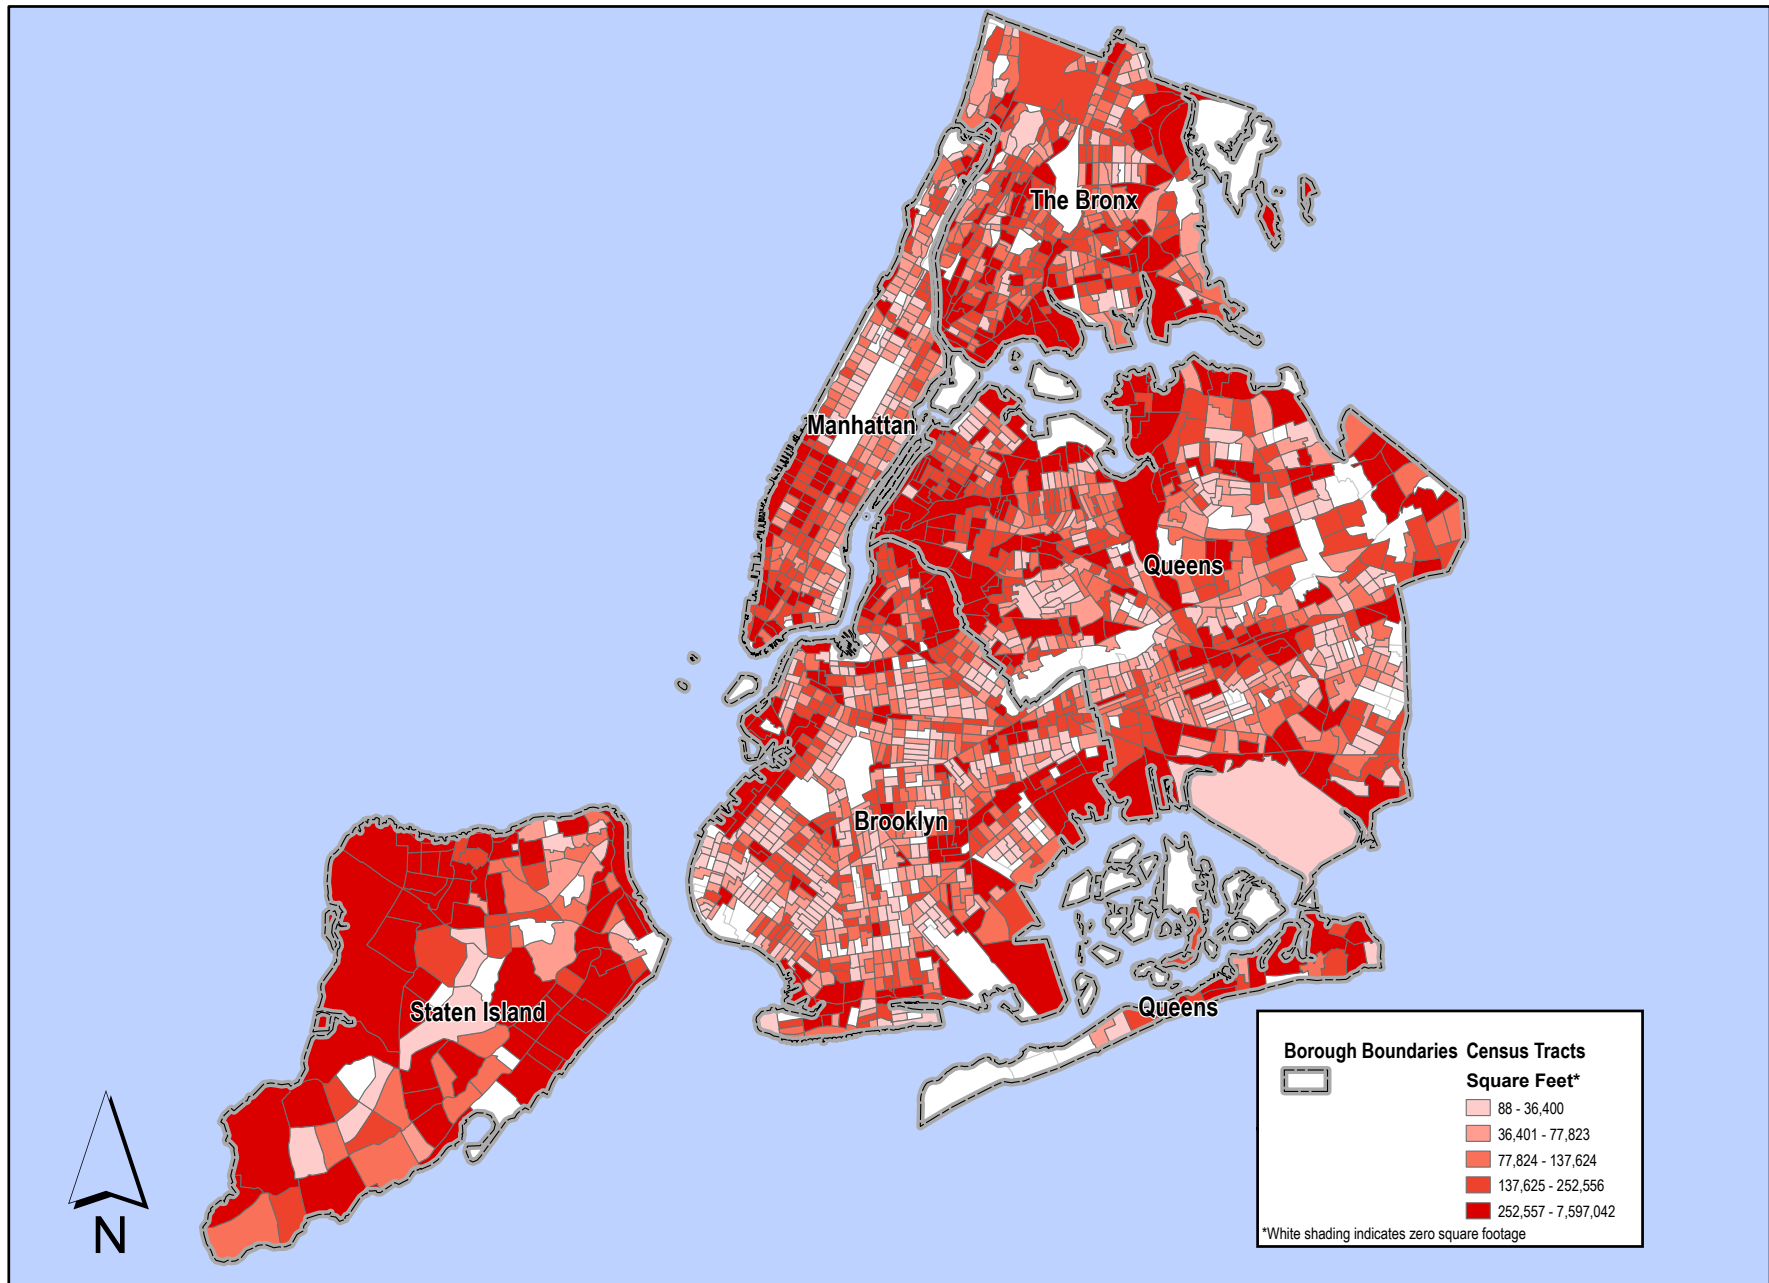 The Bronx
Manhattan
Queens
Brooklyn
Staten Island
Queens
N
Borough Boundaries
Census Tracts
Square Feet*
88 - 36,400
36,401 - 77,823
77,824 - 137,624
137,625 - 252,556
252,557 - 7,597,042
*White shading indicates zero square footage